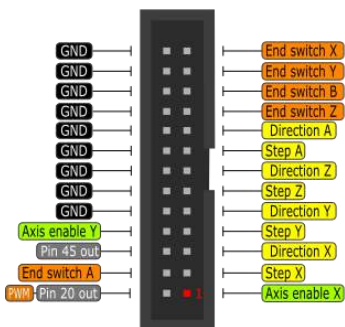 GND End switch X
GND End switch Y
GND End switch B
GND End switch Z
GND Direction A
GND Step A
GND Direction Z
GND Step Z
GND Direction Y
Axis enable Y Step Y
Pin 45 out Direction X
End switch A Step X
PWM Pin 20 out 1 Axis enable X